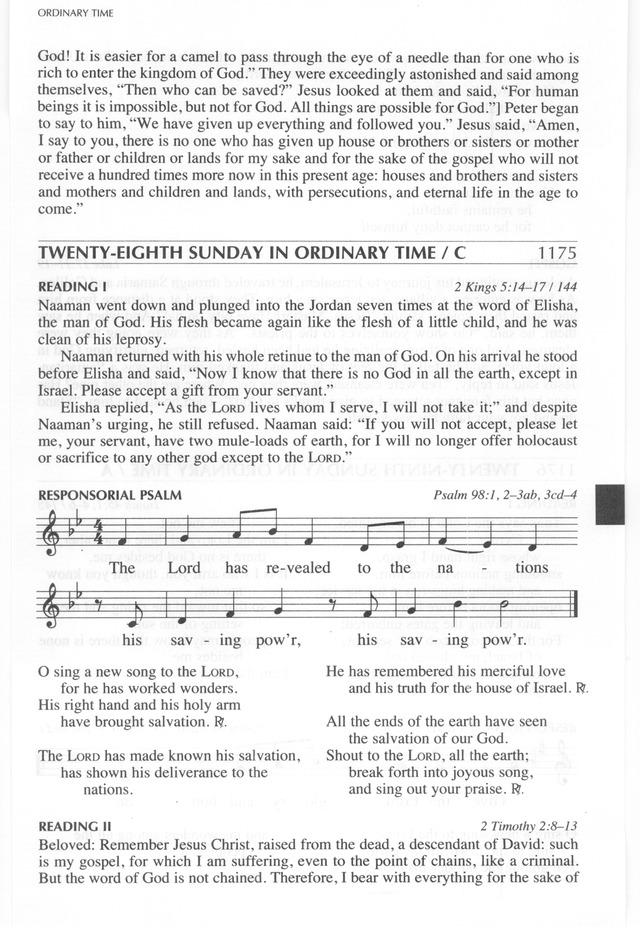 ORDINARY TIME
God! It is easier for a camel to pass through the eye of a needle than for one who is
rich to enter the kingdom of God.” They were exceedingly astonished and said among
themselves, “Then who can be saved?” Jesus looked at them and said, “For human
beings it is impossible, but not for God. All things are possible for God.”] Peter began
to say to him, “We have given up everything and followed you.” Jesus said, “Amen,
I say to you, there is no one who has given up house or brothers or sisters or mother
or father or children or lands for my sake and for the sake of the gospel who will not
receive a hundred times more now in this present age: houses and brothers and sisters
and mothers and children and lands, with persecutions, and eternal life in the age to
come.”
TWENTY-EIGHTH SUNDAY IN ORDINARY TIME / C 1175
READING I 2 Kings 5:14–17 / 144
Naaman went down and plunged into the Jordan seven times at the word of Elisha,
the man of God. His flesh became again like the flesh of a little child, and he was
clean of his leprosy.
Naaman returned with his whole retinue to the man of God. On his arrival he stood
before Elisha and said, “Now I know that there is no God in all the earth, except in
Israel. Please accept a gift from your servant.”
Elisha replied, “As the LORD lives whom I serve, I will not take it;” and despite
Naaman’s urging, he still refused. Naaman said: “If you will not accept, please let
me, your servant, have two mule-loads of earth, for I will no longer offer holocaust
or sacrifice to any other god except to the LORD.”
RESPONSORIAL PSALM Psalm 98:1, 2–3ab, 3cd–4
4
4
The Lord has re-vealed to the na - tions
his sav - ing pow’r, his sav - ing pow’r.
O sing a new song to the LORD,
for he has worked wonders.
His right hand and his holy arm
have brought salvation. ℟.
The LORD has made known his salvation,
has shown his deliverance to the
nations.
He has remembered his merciful love
and his truth for the house of Israel. ℟.
All the ends of the earth have seen
the salvation of our God.
Shout to the LORD, all the earth;
break forth into joyous song,
and sing out your praise. ℟.
READING II 2 Timothy 2:8–13
Beloved: Remember Jesus Christ, raised from the dead, a descendant of David: such
is my gospel, for which I am suffering, even to the point of chains, like a criminal.
But the word of God is not chained. Therefore, I bear with everything for the sake of